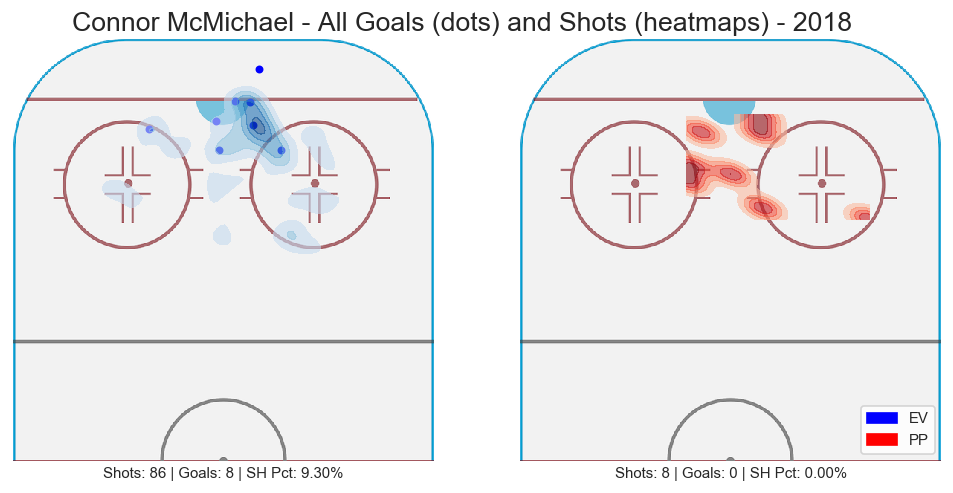 Connor McMichael - All Goals (dots) and Shots (heatmaps) - 2018
EV
PP
Shots: 86 | Goals: 8 | SH Pct: 9.30%
Shots: 8 | Goals: 0 | SH Pct: 0.00%